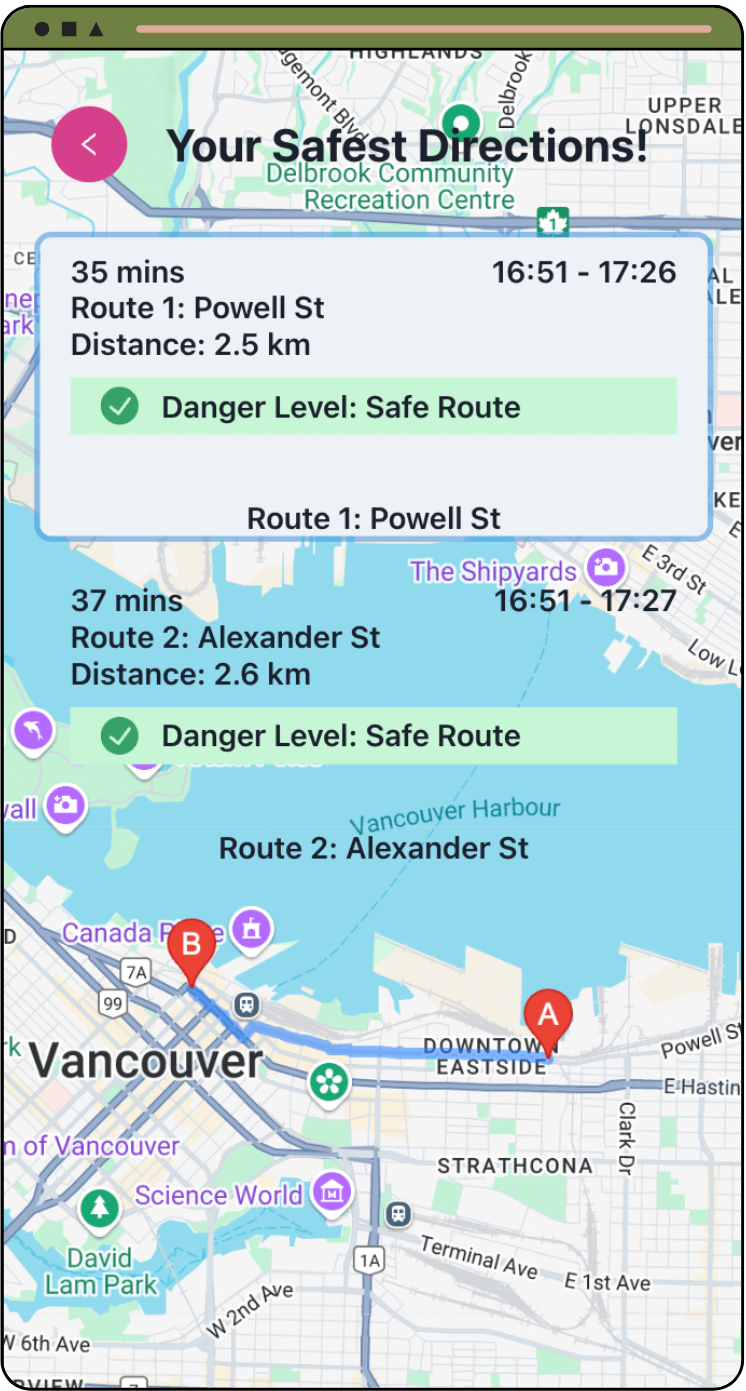 HIGHLANDS
Delbrook
UPPER
LONSDALE
Your Safest Directions!
Delbrook Community
Recreation Centre
1
35 mins
16:51 - 17:26
Route 1: Powell St
Distance: 2.5 km
Danger Level: Safe Route
Route 1: Powell St
E 3rd St
The Shipyards
37 mins
16:51 - 17:27
Route 2: Alexander St
Low L
Distance: 2.6 km
Danger Level: Safe Route
Vancouver Harbour
Route 2: Alexander St
Canada
B
7A
99
A
DOWNTOWN
EASTSIDE
Powell St
Vancouver
E Hastin
Clark Dr
m of Vancouver
STRATHCONA
Science World
David
Lam Park
1A
Terminal Ave
E 1st Ave
W 2nd Ave
W 6th Ave